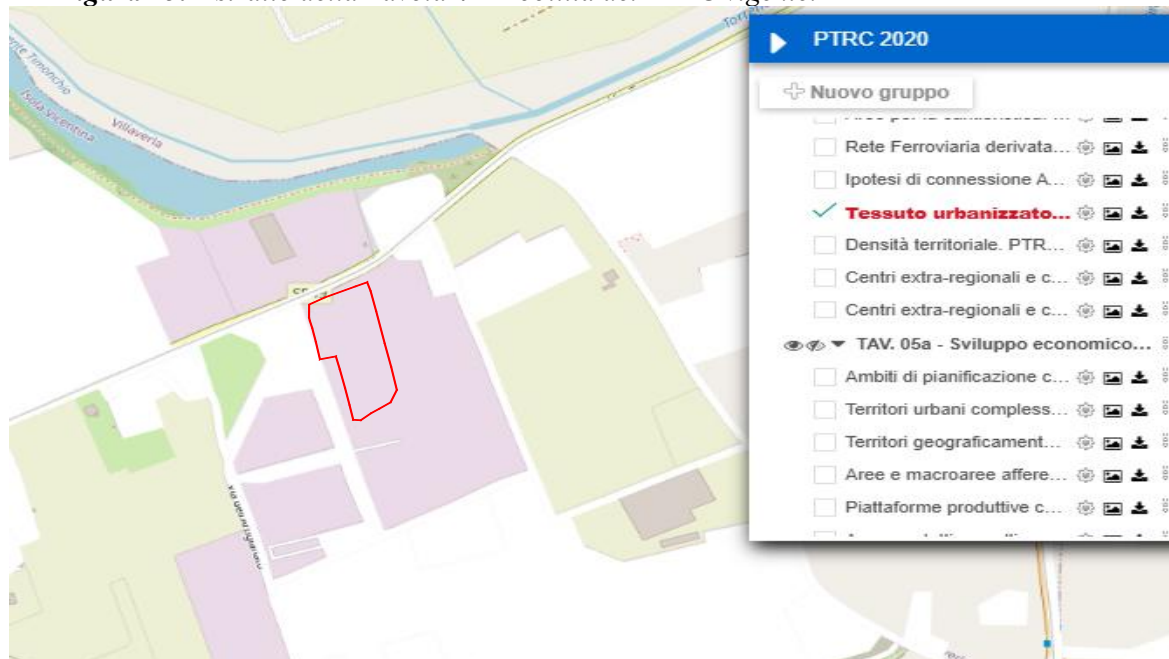 PTRC 2020
Nuovo gruppo
Rete Ferroviaria derivata...
Ipotesi di connessione A...
Tessuto urbanizzato...
Densità territoriale. PTR...
Centri extra-regionali e c...
Centri extra-regionali e c...
TAV. 05a - Sviluppo economico...
Ambiti di pianificazione c...
Territori urbani compless...
Territori geograficament...
Aree e macroaree affere...
Piattaforme produttive c...
Timonchio
Isola Vicentina
Villaverla